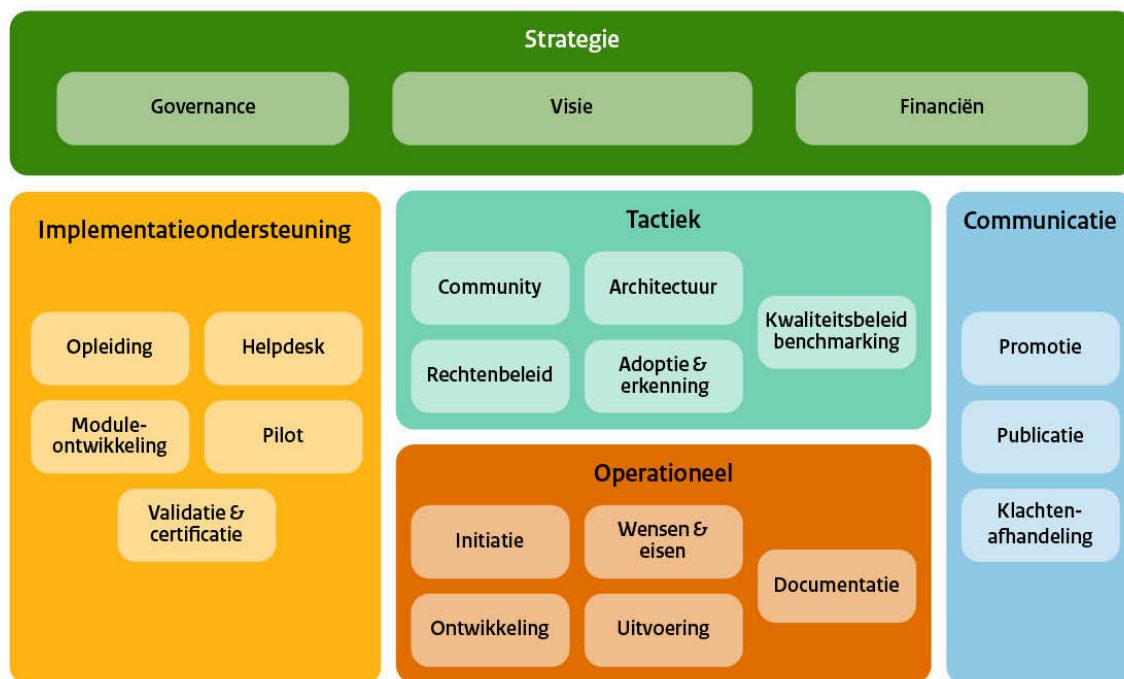 Strategie
Governance
Visie
Financiën
Implementatieondersteuning
Opleiding
Helpdesk
Module-
ontwikkeling
Pilot
Validatie &
certificatie
Tactiek
Community
Architectuur
Kwaliteitsbeleid
benchmarking
Rechtenbeleid
Adoptie &
erkenning
Operationeel
Initiatie
Wensen &
eisen
Documentatie
Ontwikkeling
Uitvoering
Communicatie
Promotie
Publicatie
Klachten-
afhandeling